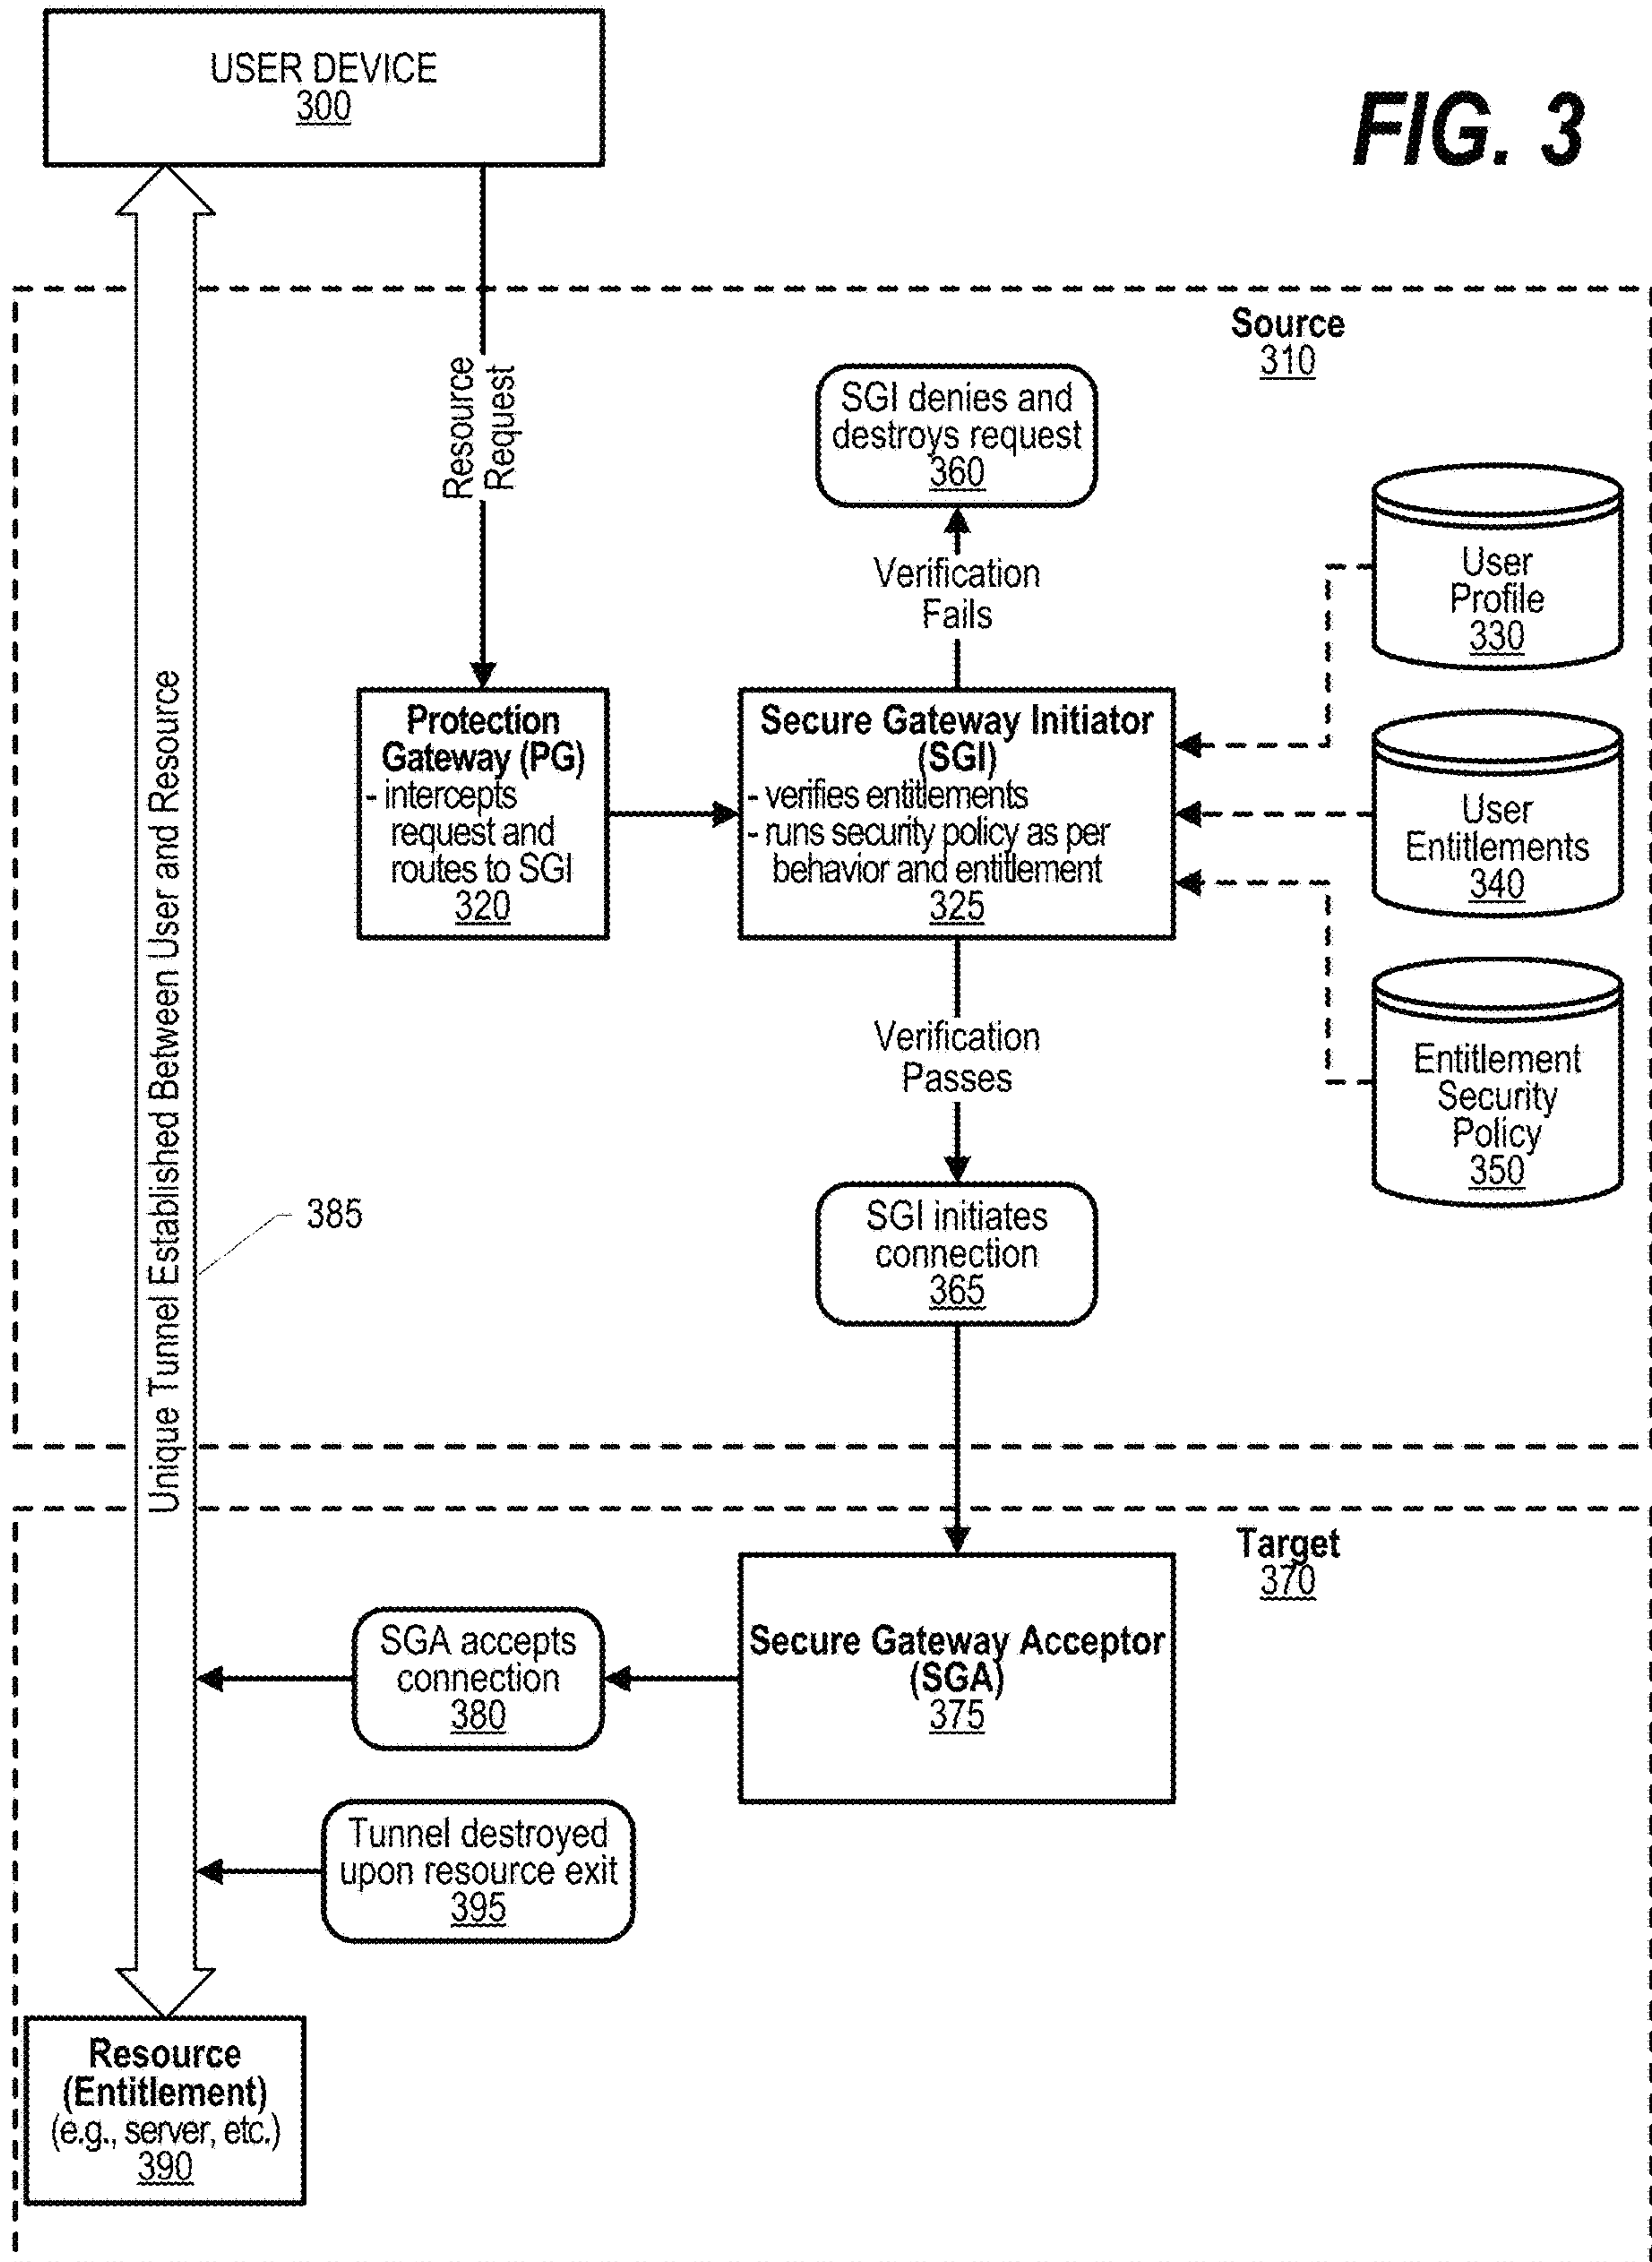 USER DEVICE
300
FIG. 3
Source
310
Resource
Request
SGI denies and
destroys request
360
Verification
Fails
User
Profile
330
Protection
Gateway (PG)
- intercepts
request and
routes to SGI
320
Secure Gateway Initiator
(SGI)
- verifies entitlements
- runs security policy as per
behavior and entitlement
325
User
Entitlements
340
Verification
Passes
Entitlement
Security
Policy
350
SGI initiates
connection
365
Unique Tunnel Established Between User and Resource
385
Target
370
Secure Gateway Acceptor
(SGA)
375
SGA accepts
connection
380
Tunnel destroyed
upon resource exit
395
Resource
(Entitlement)
(e.g., server, etc.)
390